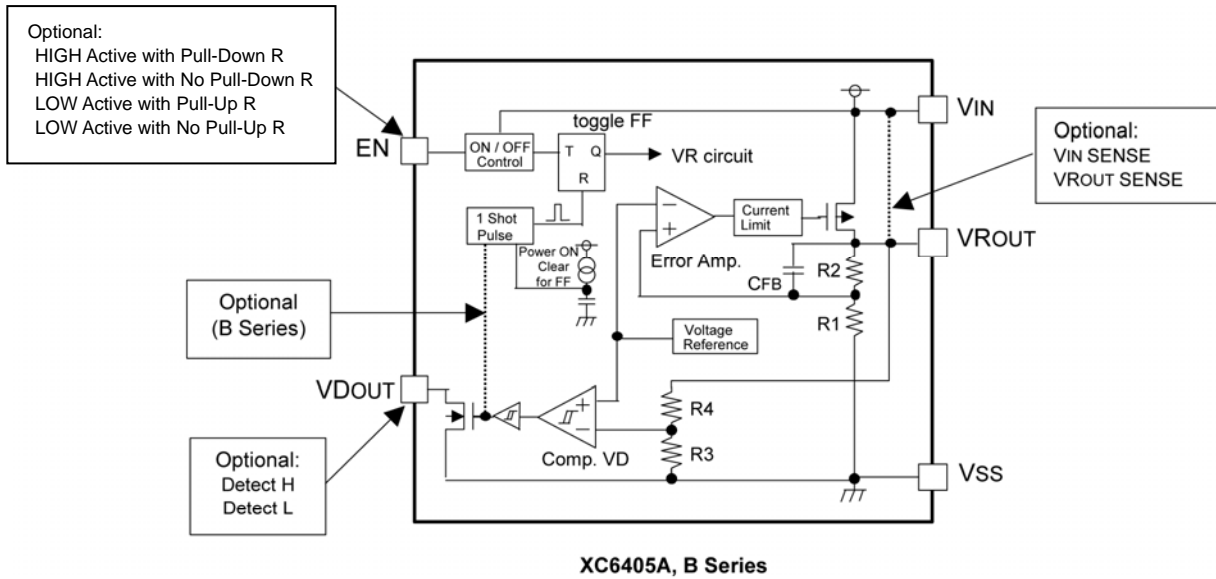 Optional:
HIGH Active with Pull-Down R
HIGH Active with No Pull-Down R
LOW Active with Pull-Up R
LOW Active with No Pull-Up R
EN
ON / OFF
Control
toggle FF
T
Q
R
VR circuit
VIN
Optional:
VIN SENSE
VROUT SENSE
1 Shot
Pulse
Power ON
Clear
for FF
−
+
Error Amp.
Current
Limit
VROUT
CFB
R2
R1
Optional
(B Series)
Voltage
Reference
VDOUT
+
−
Comp. VD
R4
R3
VSS
Optional:
Detect H
Detect L
XC6405A, B Series